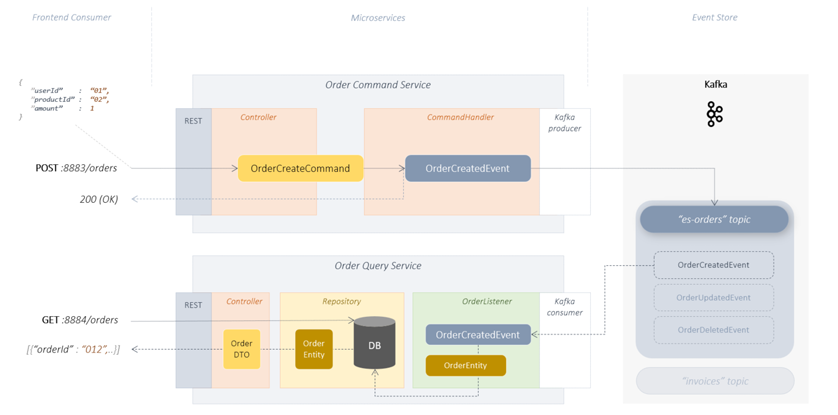 Frontend Consumer
Microservices
Event Store
{
"userId" : "01",
"productId" : "02",
"amount" : 1
}
Order Command Service
REST
Controller
CommandHandler
Kafka
producer
POST :8883/orders
OrderCreateCommand
OrderCreatedEvent
200 (OK)
Kafka
"es-orders" topic
OrderCreatedEvent
OrderUpdatedEvent
OrderDeletedEvent
"invoices" topic
Order Query Service
REST
Controller
Repository
OrderListener
Kafka
consumer
GET :8884/orders
[{"orderId" : "012",..}]
Order
DTO
Order
Entity
DB
OrderCreatedEvent
OrderEntity